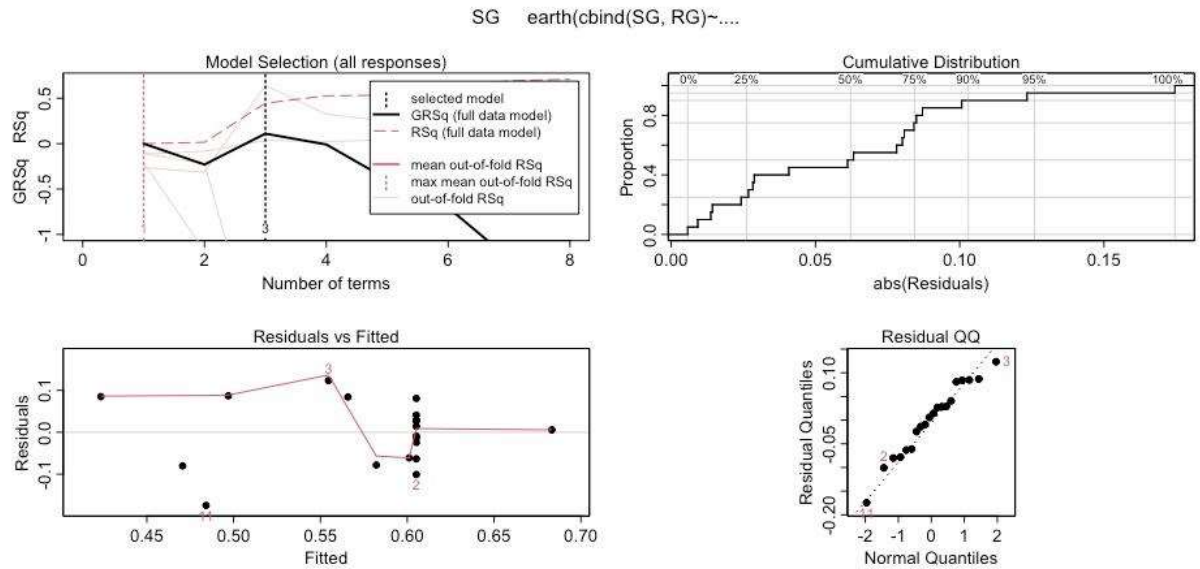 SG earth(cbind(SG, RG)~....
Model Selection (all responses)
GRSq RSq
0.5
0
-1
selected model
GRSq (full data model)
RSq (full data model)
mean out-of-fold RSq
max mean out-of-fold RSq
out-of-fold RSq
1
3
0 2 4 6 8
Number of terms
Cumulative Distribution
0% 25% 50% 75% 90% 95% 100%
Proportion
0.8
0.4
0.0
0.00 0.05 0.10 0.15
abs(Residuals)
Residuals vs Fitted
Residuals
0.1
0.0
-0.1
3
2
11
0.45 0.50 0.55 0.60 0.65 0.70
Fitted
Residual QQ
Residual Quantiles
0.10
-0.05
-0.20
3
2
11
-2 -1 0 1 2
Normal Quantiles